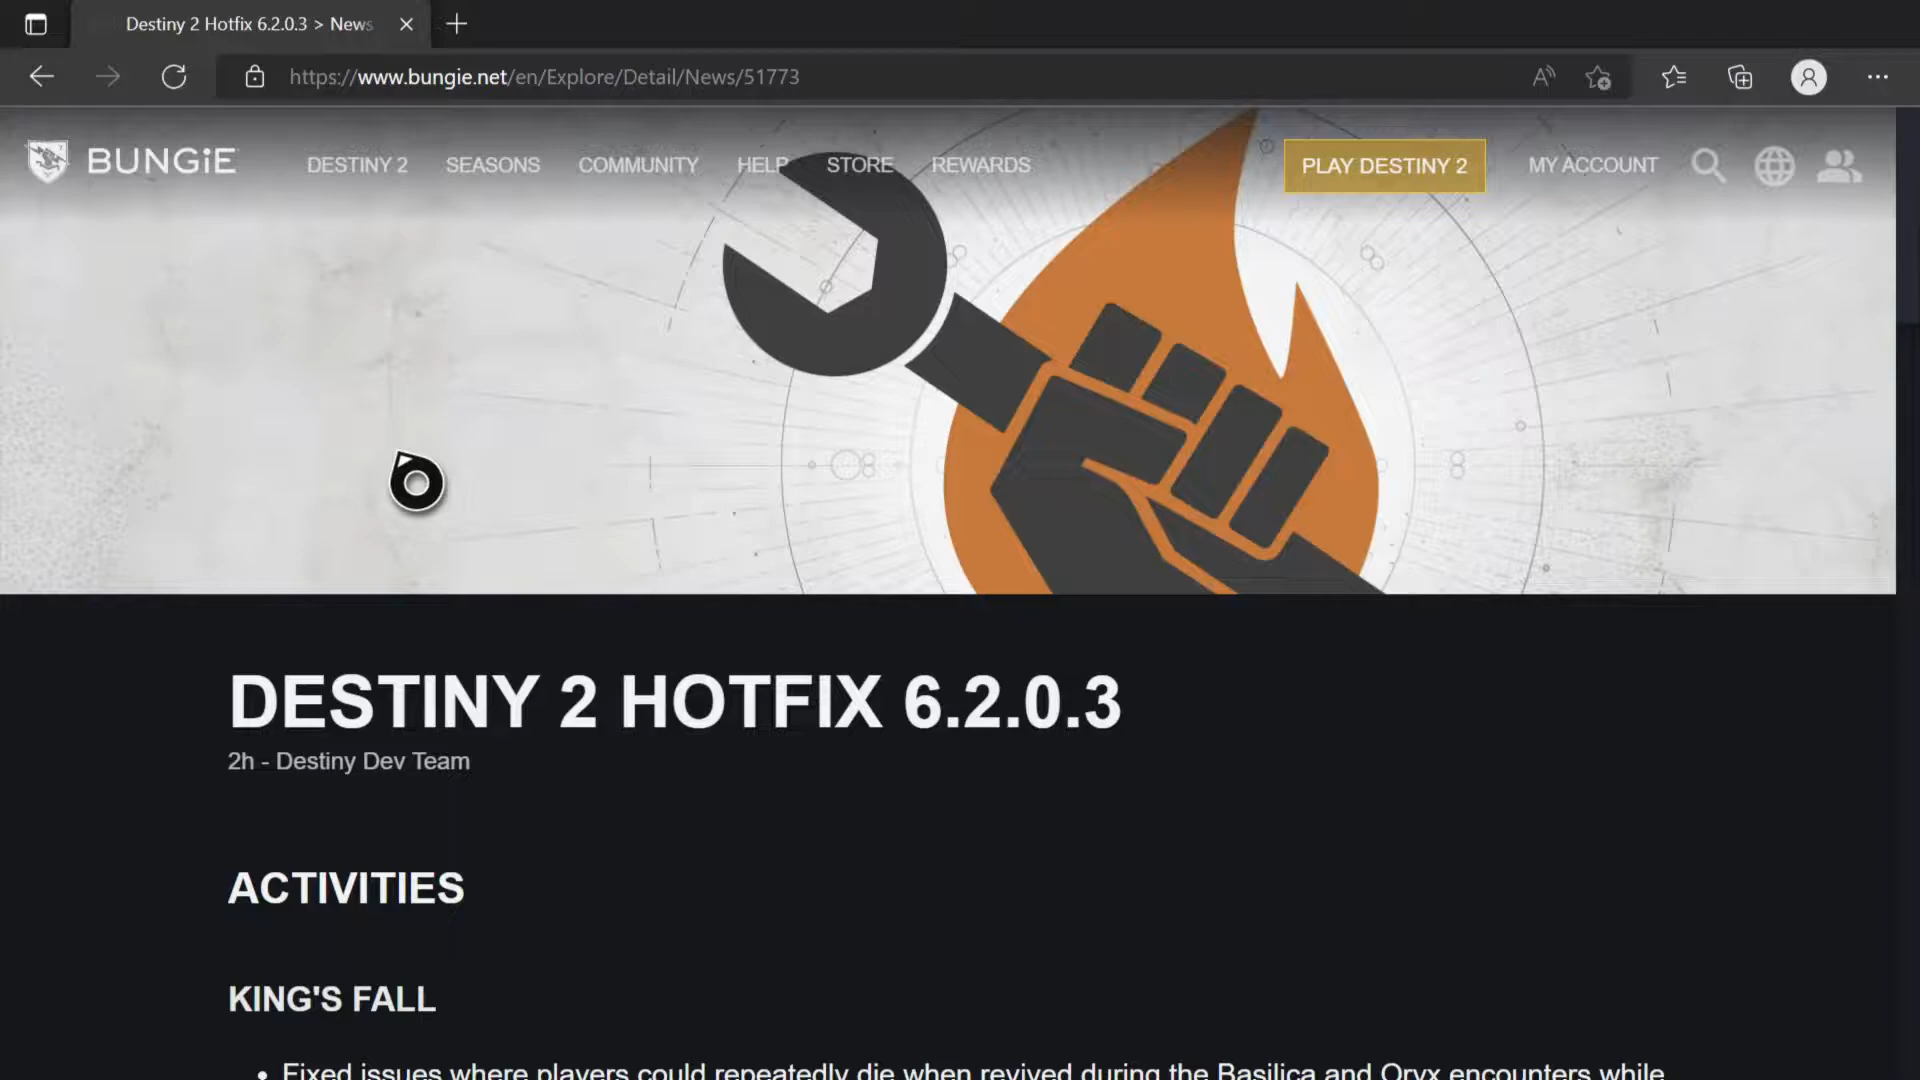 Destiny 2 Hotfix 6.2.0.3 > News
https://www.bungie.net/en/Explore/Detail/News/51773
BUNGiE DESTINY 2 SEASONS COMMUNITY HELP STORE REWARDS PLAY DESTINY 2 MY ACCOUNT
DESTINY 2 HOTFIX 6.2.0.3
2h - Destiny Dev Team
ACTIVITIES
KING'S FALL
• Fixed issues where players could repeatedly die when revived during the Basilica and Oryx encounters while